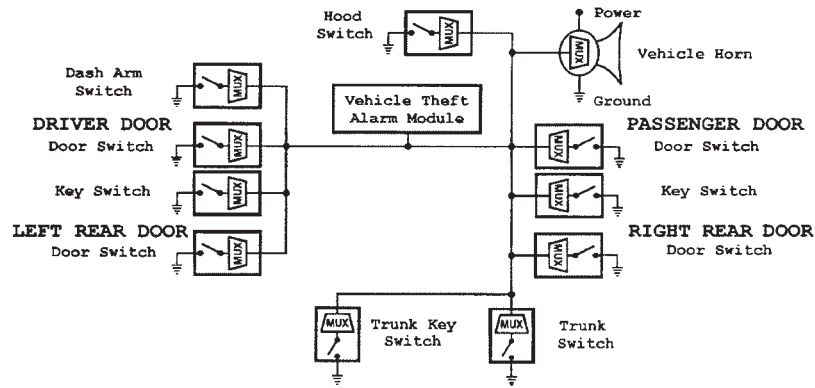 Hood
Switch
MUX
Power
MUX
Vehicle Horn
Ground
Dash Arm
Switch
MUX
Vehicle Theft
Alarm Module
DRIVER DOOR
Door Switch
MUX
PASSENGER DOOR
Door Switch
MUX
Key Switch
MUX
MUX
Key Switch
LEFT REAR DOOR
Door Switch
MUX
RIGHT REAR DOOR
Door Switch
MUX
MUX
Trunk Key
Switch
MUX
Trunk
Switch